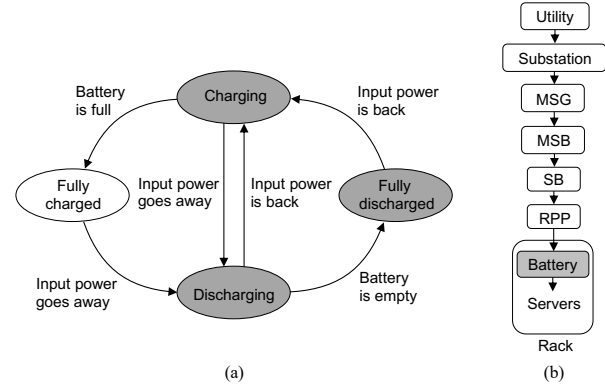 Charging
Battery
is full
Input power
is back
Fully
charged
Input power
goes away
Input power
is back
Fully
discharged
Input power
goes away
Discharging
Battery
is empty
(a)
Utility
Substation
MSG
MSB
SB
RPP
Battery
Servers
Rack
(b)